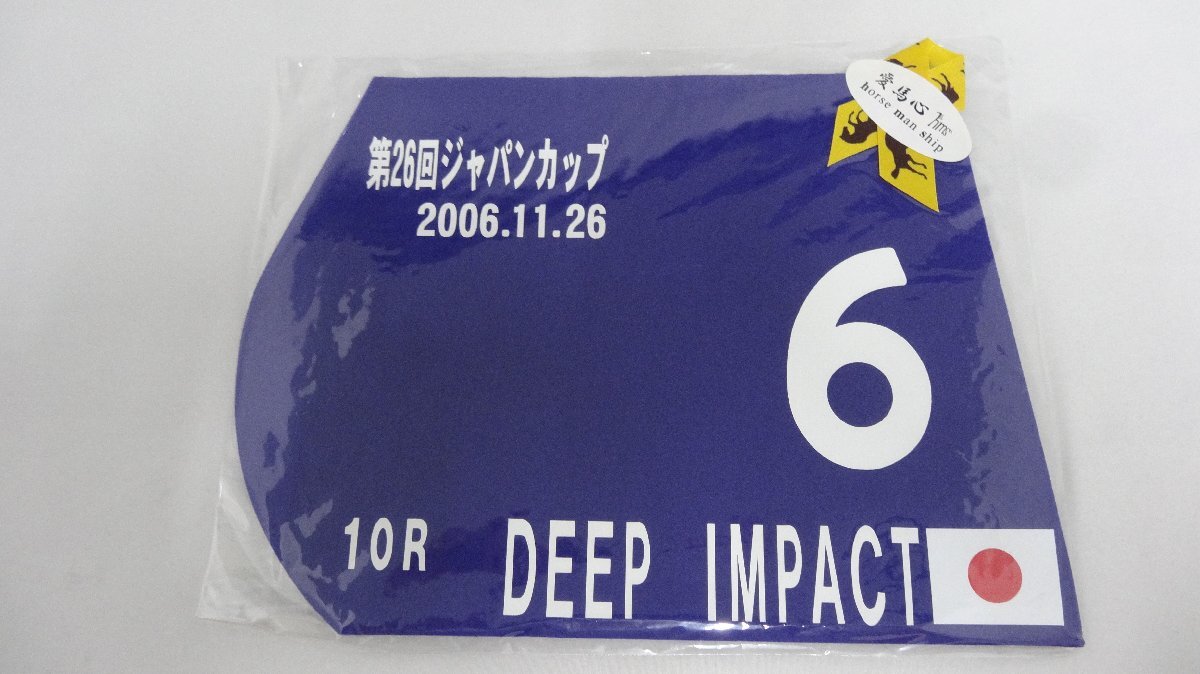 第26回ジャパンカップ
2006.11.26
愛馬心
horse man ship
6
10R DEEP IMPACT